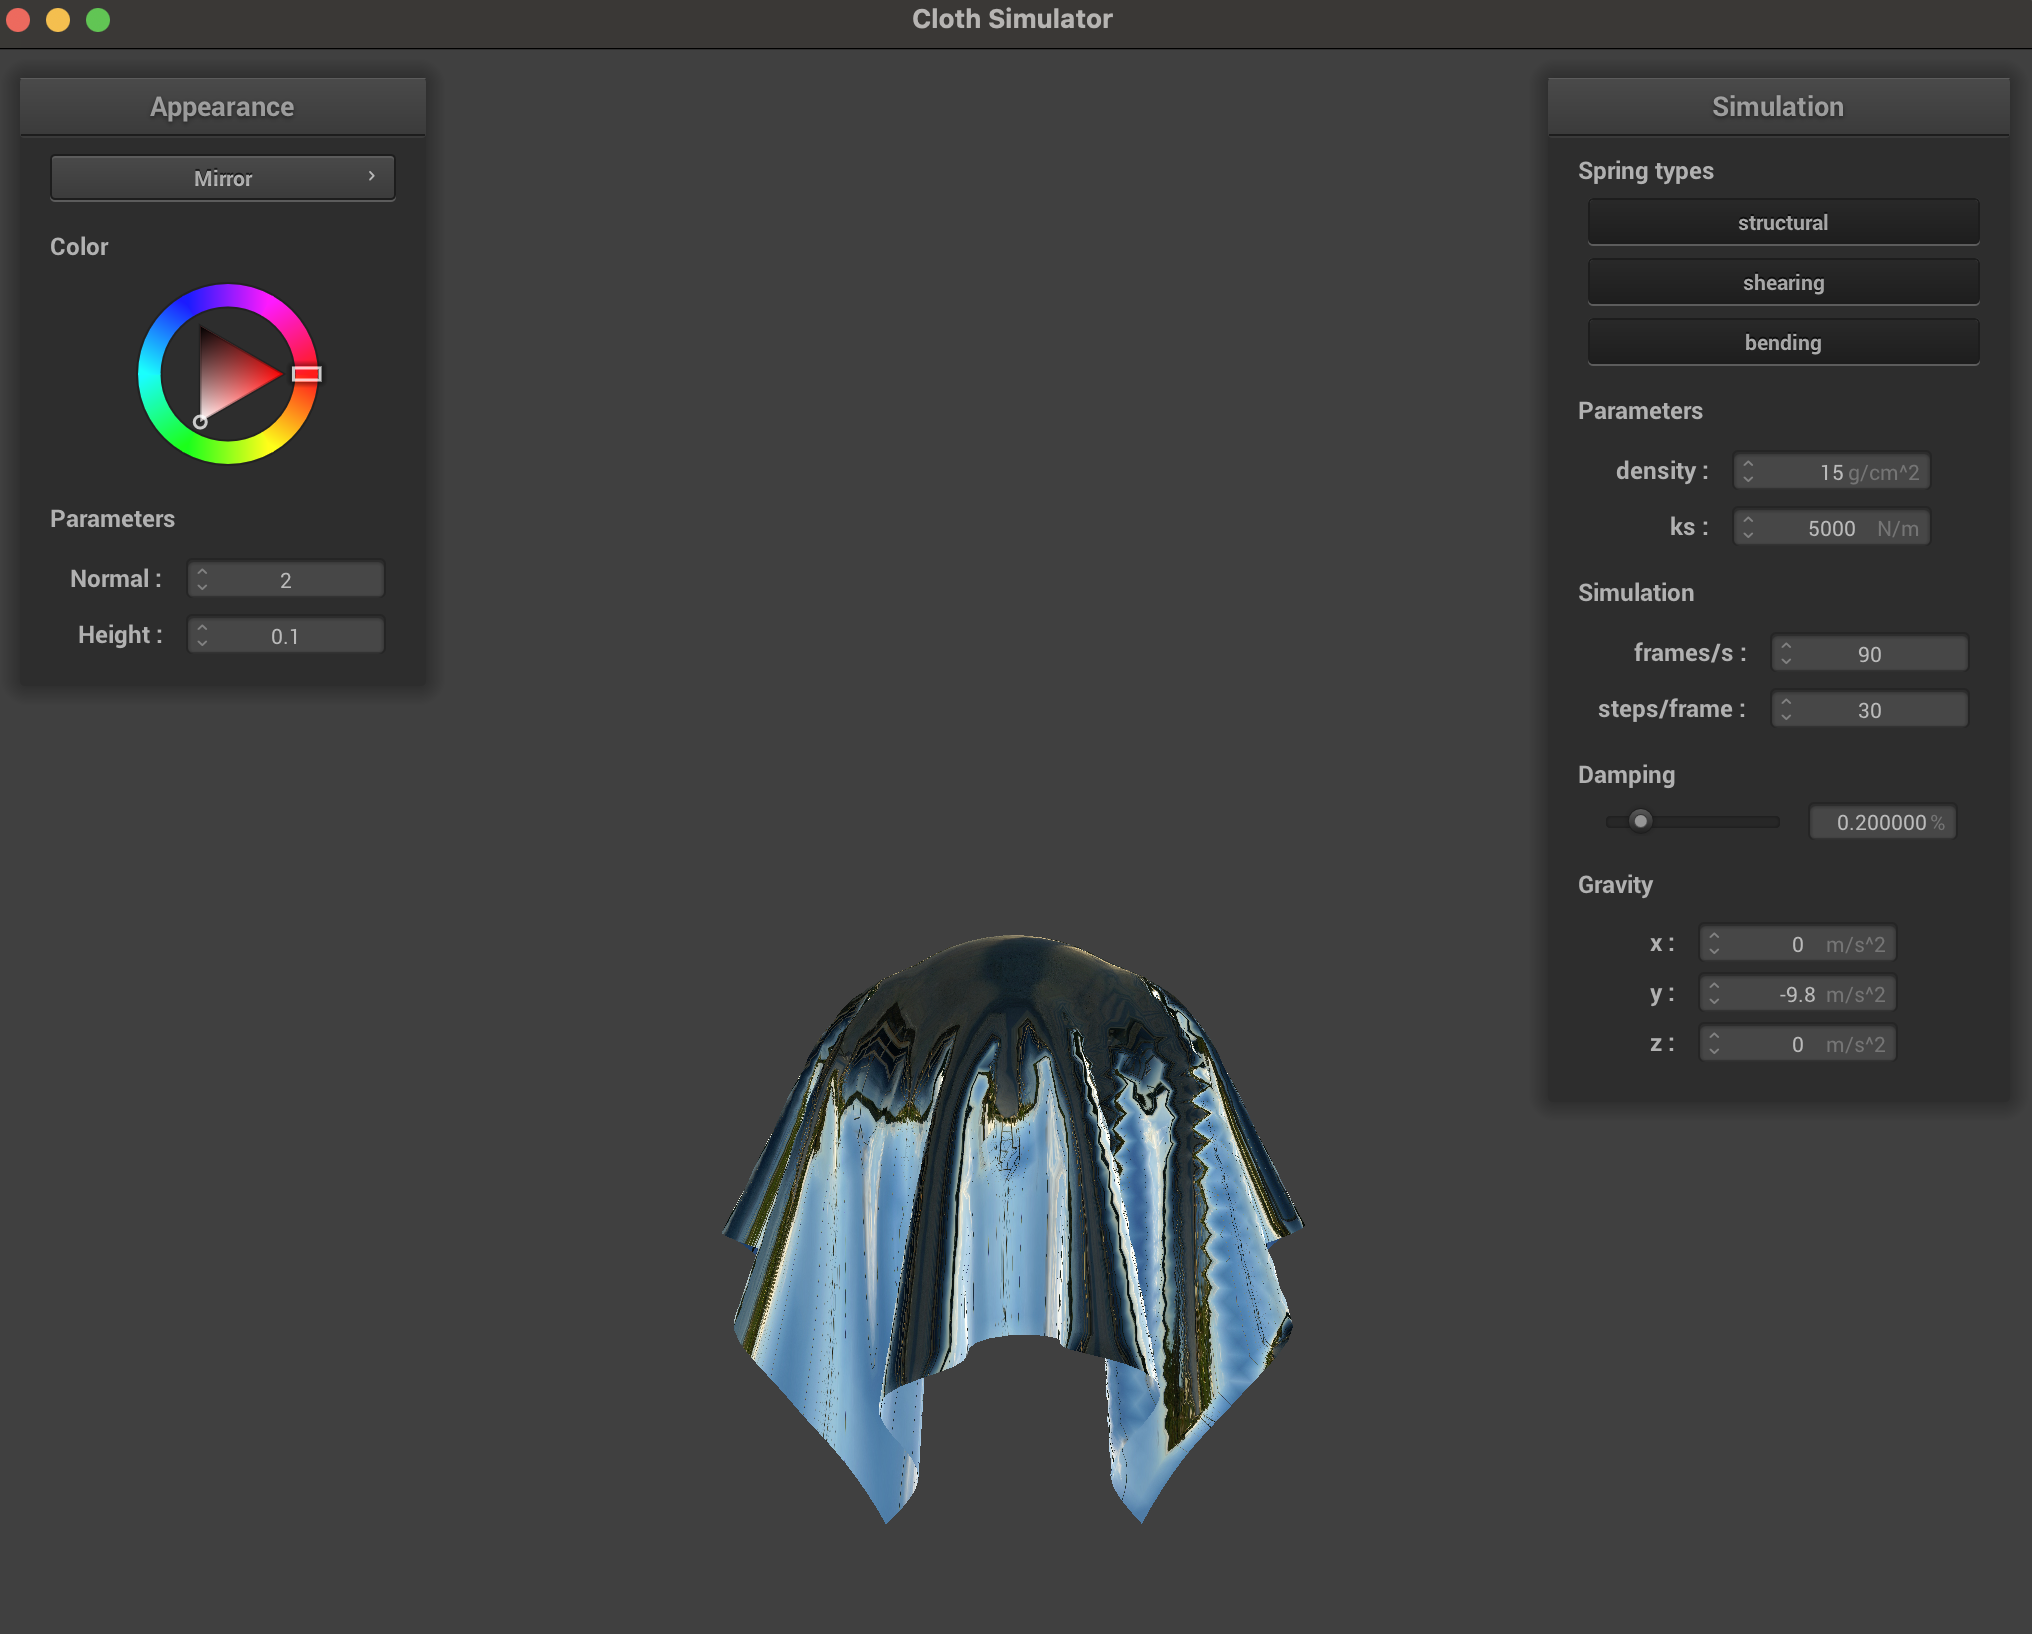 Cloth Simulator
Appearance
Mirror
Color
Parameters
Normal : 2
Height : 0.1
Simulation
Spring types
structural
shearing
bending
Parameters
density : 15 g/cm^2
ks : 5000 N/m
Simulation
frames/s : 90
steps/frame : 30
Damping
0.200000 %
Gravity
x : 0 m/s^2
y : -9.8 m/s^2
z : 0 m/s^2